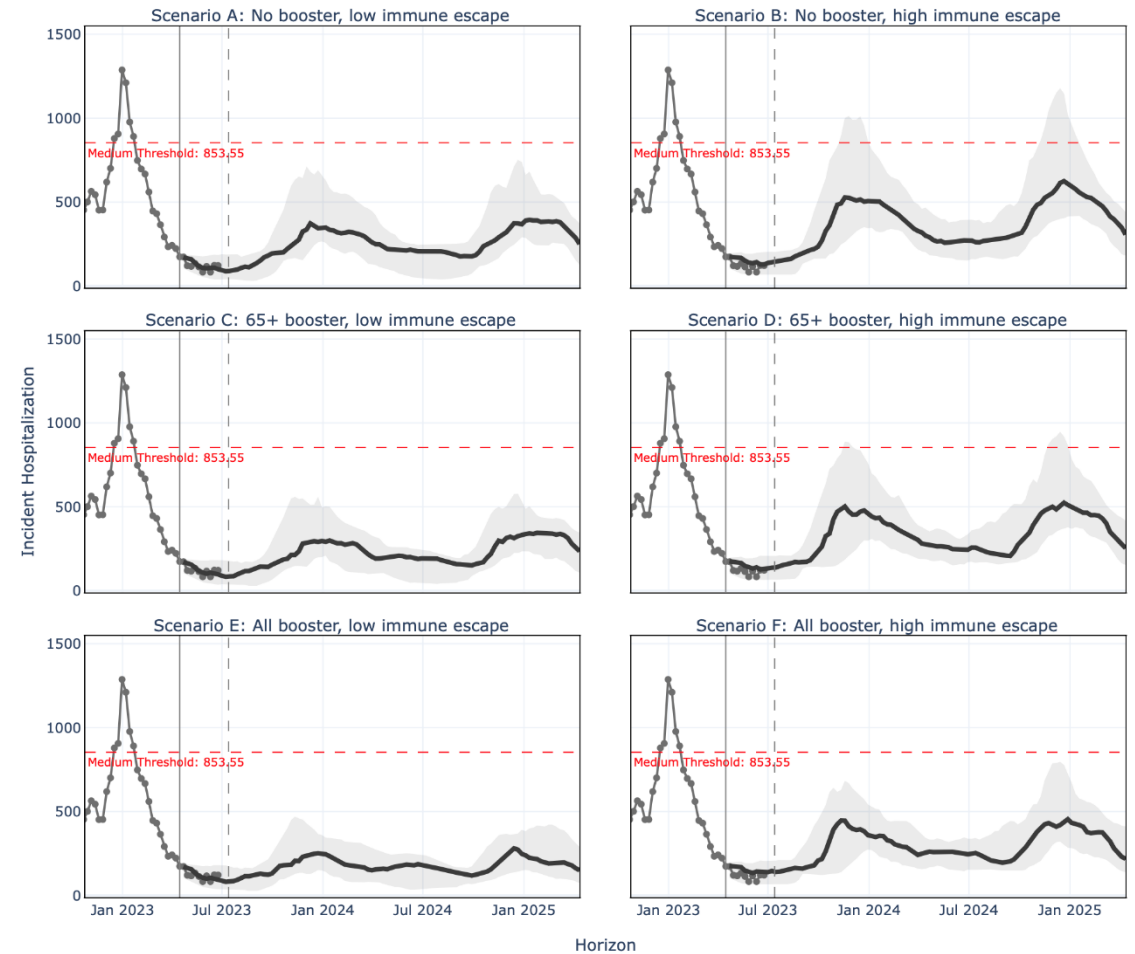 Scenario A: No booster, low immune escape
Scenario B: No booster, high immune escape
1500
1000
500
0
Medium Threshold: 853.55
Medium Threshold: 853.55
Scenario C: 65+ booster, low immune escape
Scenario D: 65+ booster, high immune escape
Incident Hospitalization
1500
1000
500
0
Medium Threshold: 853.55
Medium Threshold: 853.55
Scenario E: All booster, low immune escape
Scenario F: All booster, high immune escape
1500
1000
500
0
Medium Threshold: 853.55
Medium Threshold: 853.55
Jan 2023 Jul 2023 Jan 2024 Jul 2024 Jan 2025
Jan 2023 Jul 2023 Jan 2024 Jul 2024 Jan 2025
Horizon